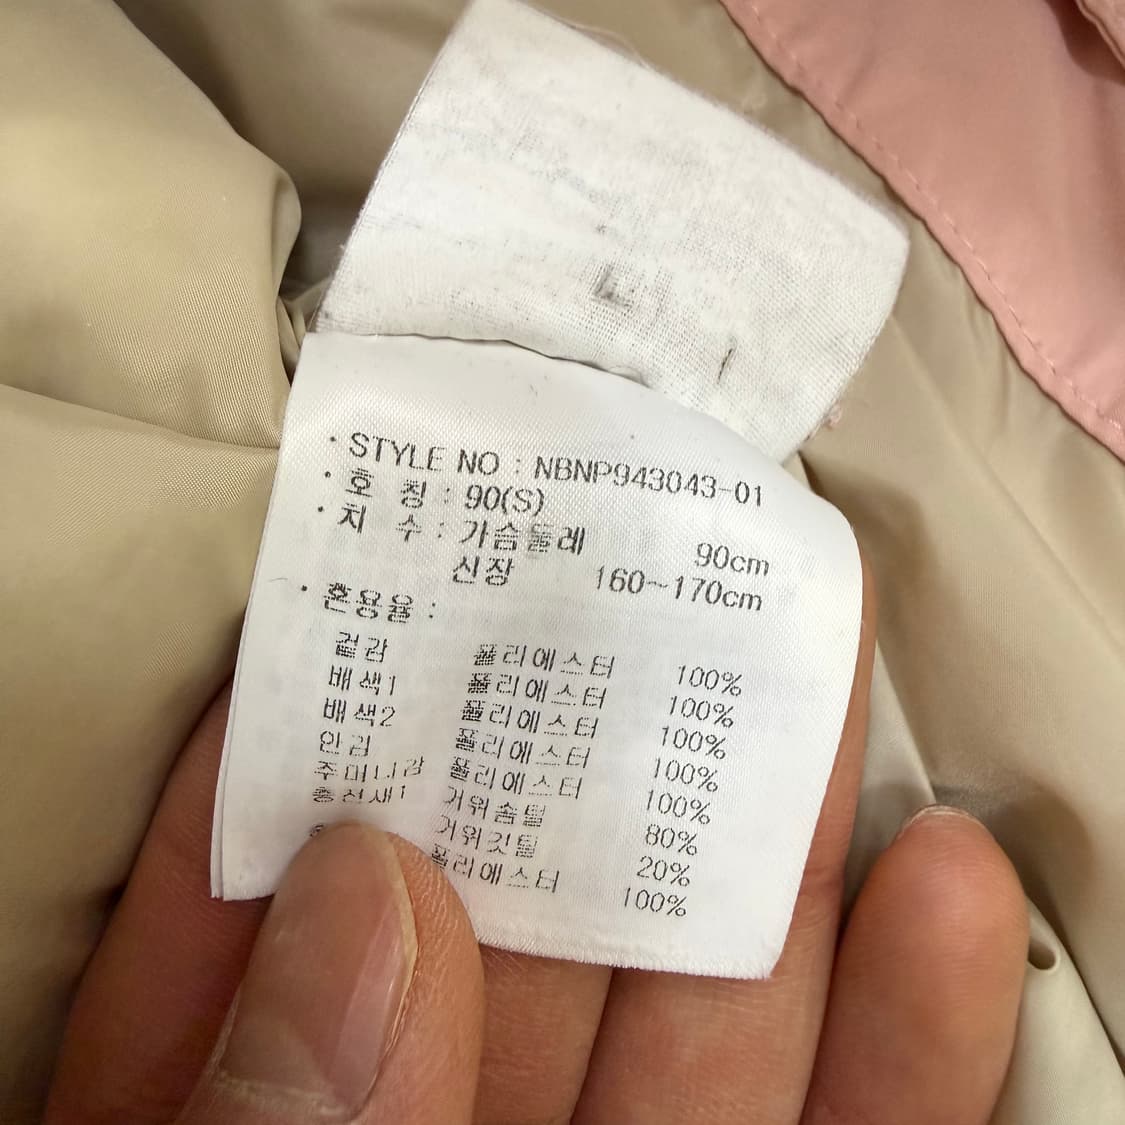 · STYLE NO : NBNP943043-01
· 호 칭 : 90(S)
· 치 수 : 가슴둘레 90cm
신장 160~170cm
· 혼용율 :
겉감 폴리에스터 100%
배색1 폴리에스터 100%
배색2 폴리에스터 100%
안감 폴리에스터 100%
주머니감 폴리에스터 100%
충전재1 거위솜털 80%
거위깃털 20%
폴리에스터 100%